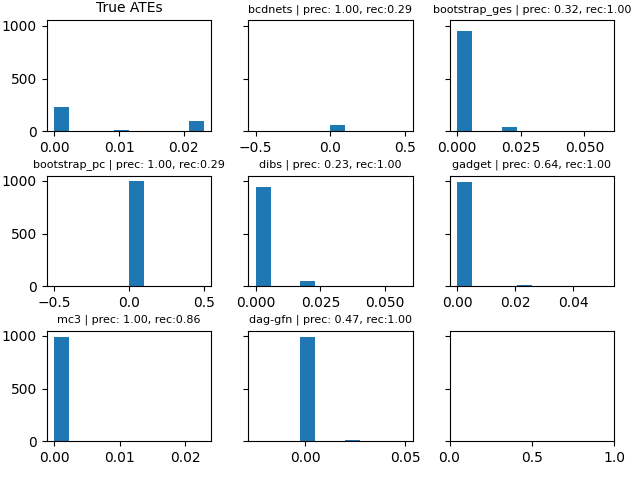 True ATEs
bcdnets | prec: 1.00, rec:0.29
bootstrap_ges | prec: 0.32, rec:1.00
1000
500
0
0.00 0.01 0.02
−0.5 0.0 0.5
0.000 0.025 0.050
bootstrap_pc | prec: 1.00, rec:0.29
dibs | prec: 0.23, rec:1.00
gadget | prec: 0.64, rec:1.00
1000
500
0
−0.5 0.0 0.5
0.000 0.025 0.050
0.00 0.02 0.04
mc3 | prec: 1.00, rec:0.86
dag-gfn | prec: 0.47, rec:1.00
1000
500
0
0.00 0.01 0.02
0.00 0.05
0.0 0.5 1.0